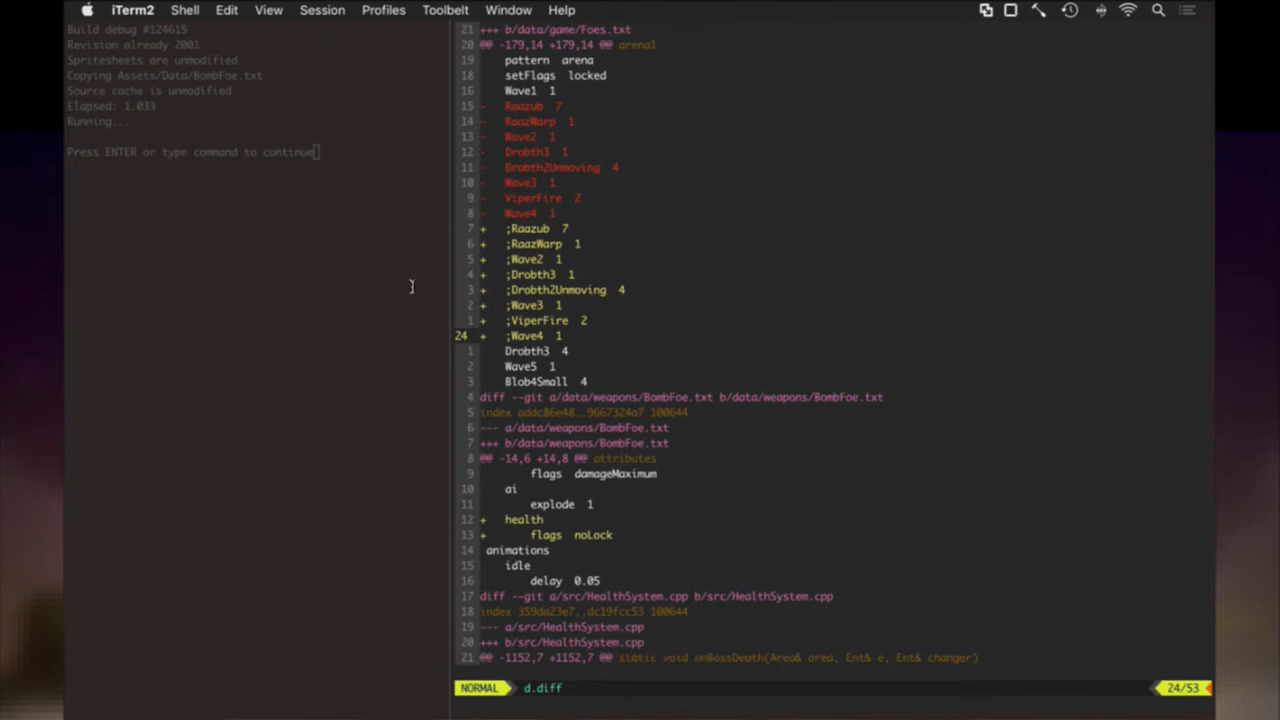 iTerm2 Shell Edit View Session Profiles Toolbelt Window Help
Build debug #124615
Revision already 2001
Spritesheets are unmodified
Copying Assets/Data/BombFoe.txt
Source cache is unmodified
Elapsed: 1.033
Running...
Press ENTER or type command to continue
21 +++ b/data/game/Foes.txt
20 @@ -179,14 +179,14 @@ arena1
19 pattern arena
18 setFlags locked
16 Wave1 1
15 - Raazub 7
14 - RaazWarp 1
13 - Wave2 1
12 - Drobth3 1
11 - Drobth2Unmoving 4
10 - Wave3 1
9 - ViperFire 2
8 - Wave4 1
7 + ;Raazub 7
6 + ;RaazWarp 1
5 + ;Wave2 1
4 + ;Drobth3 1
3 + ;Drobth2Unmoving 4
2 + ;Wave3 1
1 + ;ViperFire 2
24 + ;Wave4 1
1 Drobth3 4
2 Wave5 1
3 Blob4Small 4
4 diff --git a/data/weapons/BombFoe.txt b/data/weapons/BombFoe.txt
5 index addc86e48..9667324a7 100644
6 --- a/data/weapons/BombFoe.txt
7 +++ b/data/weapons/BombFoe.txt
8 @@ -14,6 +14,8 @@ attributes
9 flags damageMaximum
10 ai
11 explode 1
12 + health
13 + flags noLock
14 animations
15 idle
16 delay 0.05
17 diff --git a/src/HealthSystem.cpp b/src/HealthSystem.cpp
18 index 359da23e7..dc19fcc53 100644
19 --- a/src/HealthSystem.cpp
20 +++ b/src/HealthSystem.cpp
21 @@ -1152,7 +1152,7 @@ static void onBossDeath(Area& area, Ent& e, Ent& changer)
NORMAL d.diff 24/53